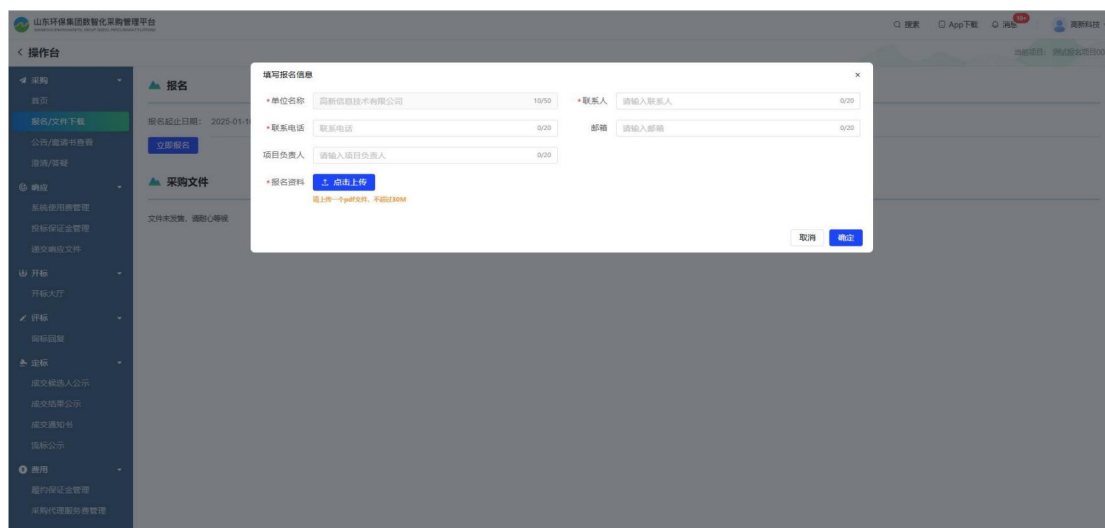 山东环保集团数智化采购管理平台
搜索 App下载 消息 10+ 高新科技
< 操作台
当前项目： 测试报名项目00
采购
首页
报名/文件下载
公告/邀请书查看
澄清/答疑
响应
系统使用费管理
投标保证金管理
递交响应文件
开标
开标大厅
评标
询标回复
定标
成交候选人公示
成交结果公示
成交通知书
流标公示
费用
履约保证金管理
采购代理服务费管理
报名
报名起止日期： 2025-01-1
立即报名
采购文件
文件未发售，请耐心等候
填写报名信息 ×
*单位名称 高新信息技术有限公司 10/50 *联系人 请输入联系人 0/20
*联系电话 联系电话 0/20 邮箱 请输入邮箱 0/20
项目负责人 请输入项目负责人 0/20
*报名资料 点击上传
请上传一个pdf文件，不超过30M
取消 确定